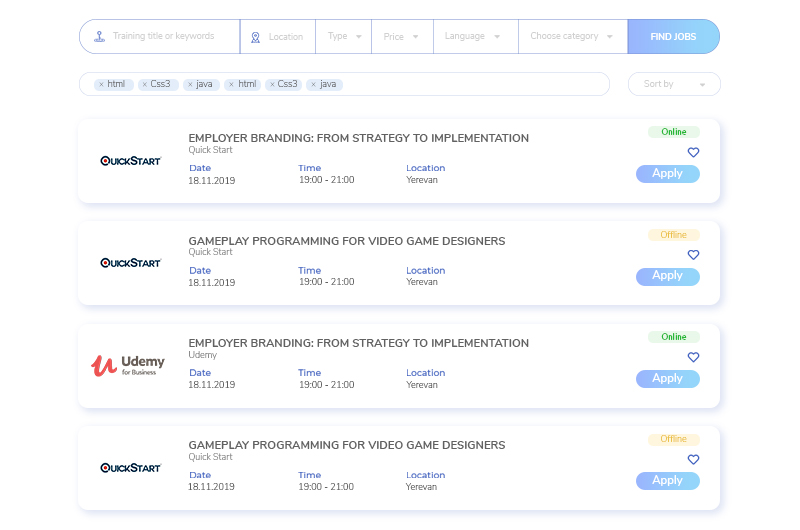 Training title or keywords Location Type Price Language Choose category FIND JOBS
× html × Css3 × java × html × Css3 × java Sort by
EMPLOYER BRANDING: FROM STRATEGY TO IMPLEMENTATION Online
QUICKSTART Quick Start
Date Time Location
18.11.2019 19:00 - 21:00 Yerevan Apply
GAMEPLAY PROGRAMMING FOR VIDEO GAME DESIGNERS Offline
QUICKSTART Quick Start
Date Time Location
18.11.2019 19:00 - 21:00 Yerevan Apply
EMPLOYER BRANDING: FROM STRATEGY TO IMPLEMENTATION Online
Udemy for Business Udemy
Date Time Location
18.11.2019 19:00 - 21:00 Yerevan Apply
GAMEPLAY PROGRAMMING FOR VIDEO GAME DESIGNERS Offline
QUICKSTART Quick Start
Date Time Location
18.11.2019 19:00 - 21:00 Yerevan Apply